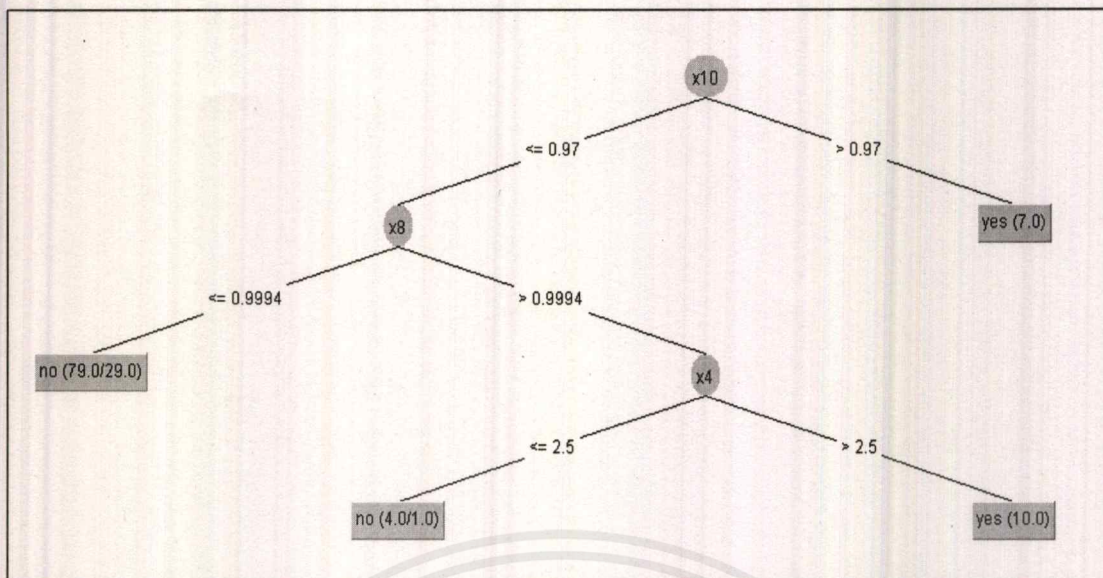 x10
<= 0.97
> 0.97
x8
yes (7.0)
<= 0.9994
> 0.9994
no (79.0/29.0)
x4
<= 2.5
> 2.5
no (4.0/1.0)
yes (10.0)